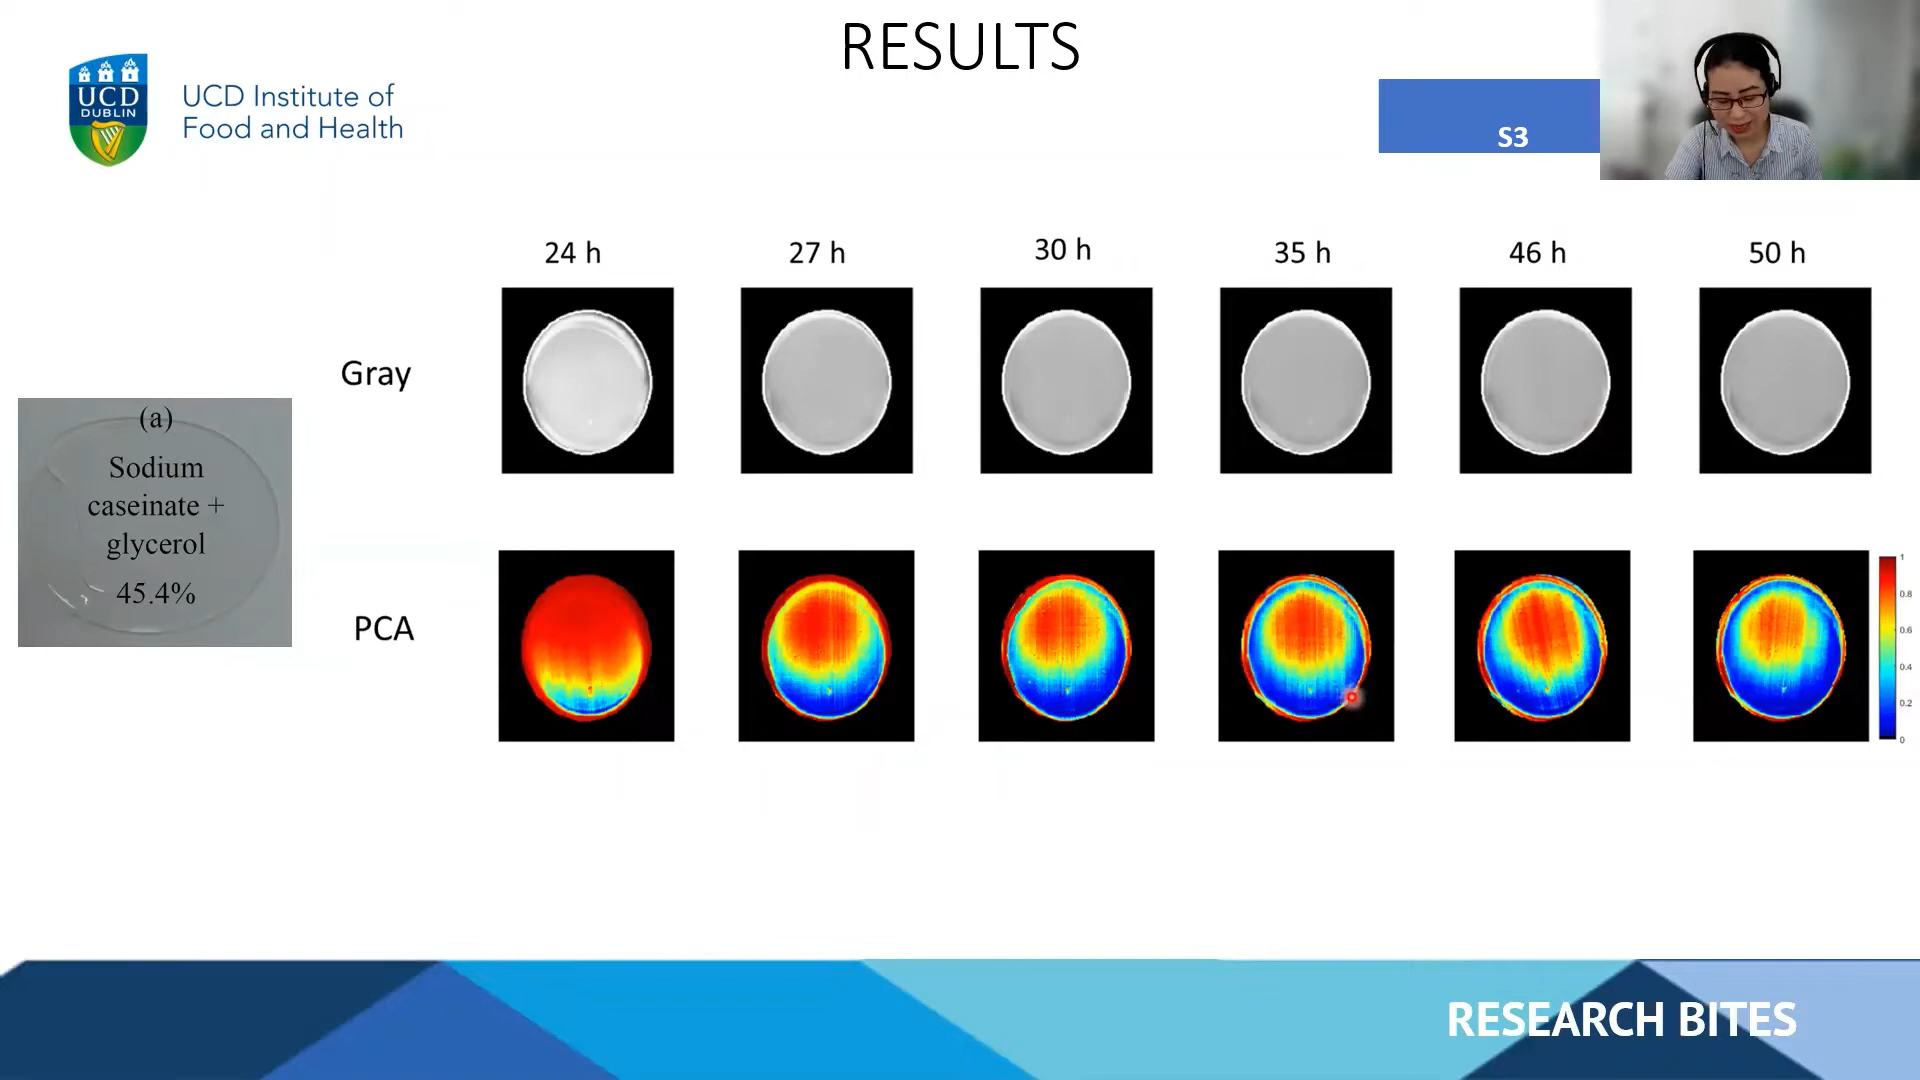 RESULTS
UCD
DUBLIN
UCD Institute of
Food and Health
S3
24 h
27 h
30 h
35 h
46 h
50 h
Gray
(a)
Sodium
caseinate +
glycerol
45.4%
PCA
1
0.8
0.6
0.4
0.2
0
RESEARCH BITES